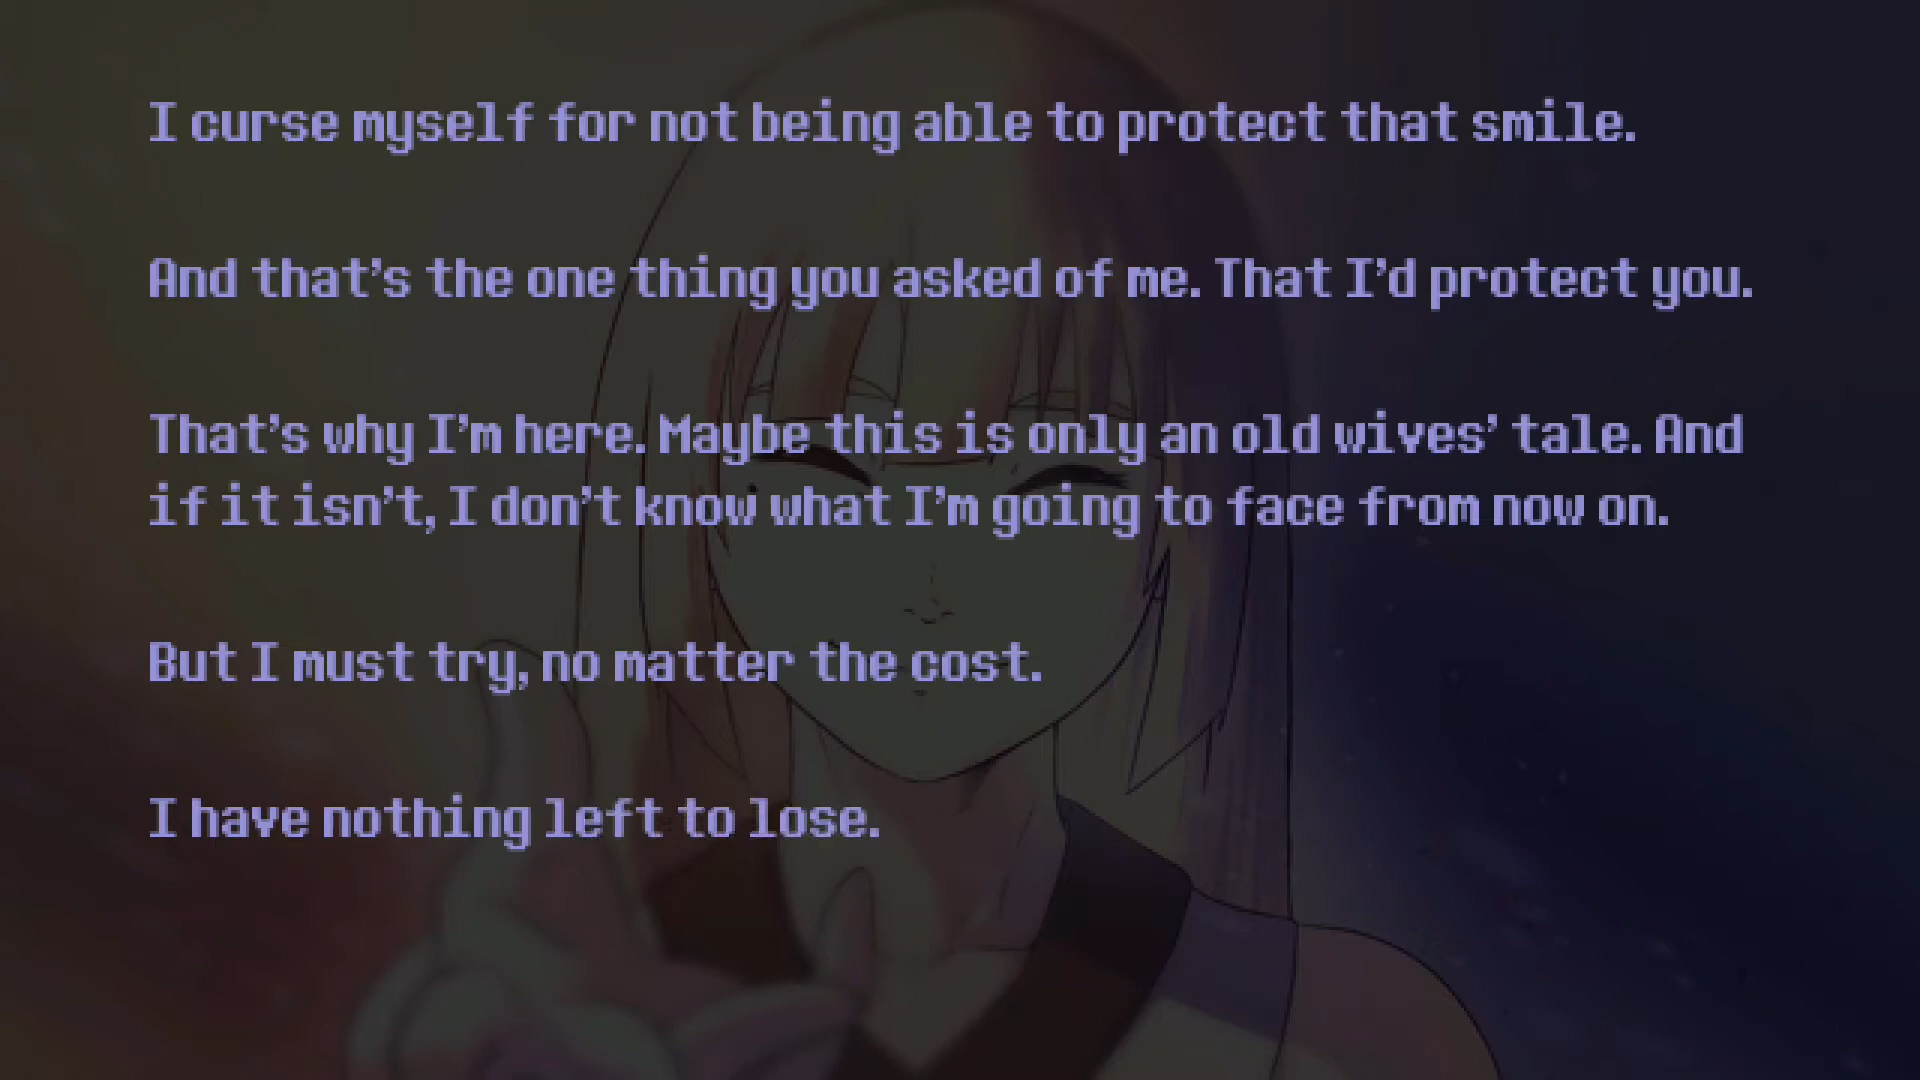 I curse myself for not being able to protect that smile.
And that's the one thing you asked of me. That I'd protect you.
That's why I'm here. Maybe this is only an old wives' tale. And
if it isn't, I don't know what I'm going to face from now on.
But I must try, no matter the cost.
I have nothing left to lose.